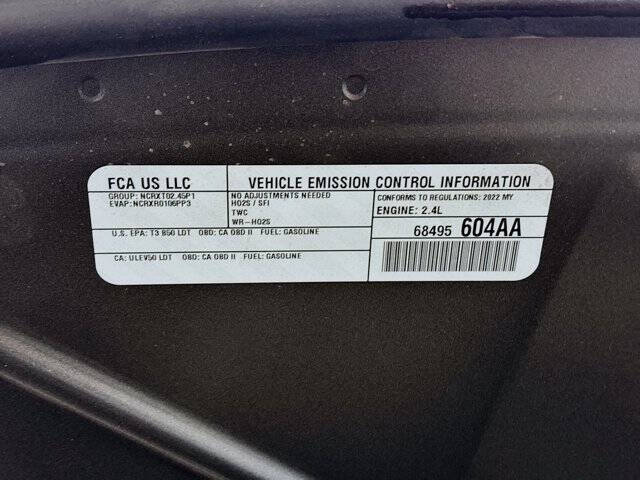 FCA US LLC
GROUP: NCRXT02.45P1
EVAP:NCRXR0106PP3
VEHICLE EMISSION CONTROL INFORMATION
NO ADJUSTMENTS NEEDED
HO2S / SFI
TWC
WR-HO2S
CONFORMS TO REGULATIONS: 2022 MY
ENGINE: 2.4L
U.S. EPA: T3 B50 LDT OBD: CA OBD II FUEL: GASOLINE
CA: ULEV50 LDT OBD: CA OBD II FUEL: GASOLINE
68495 604AA